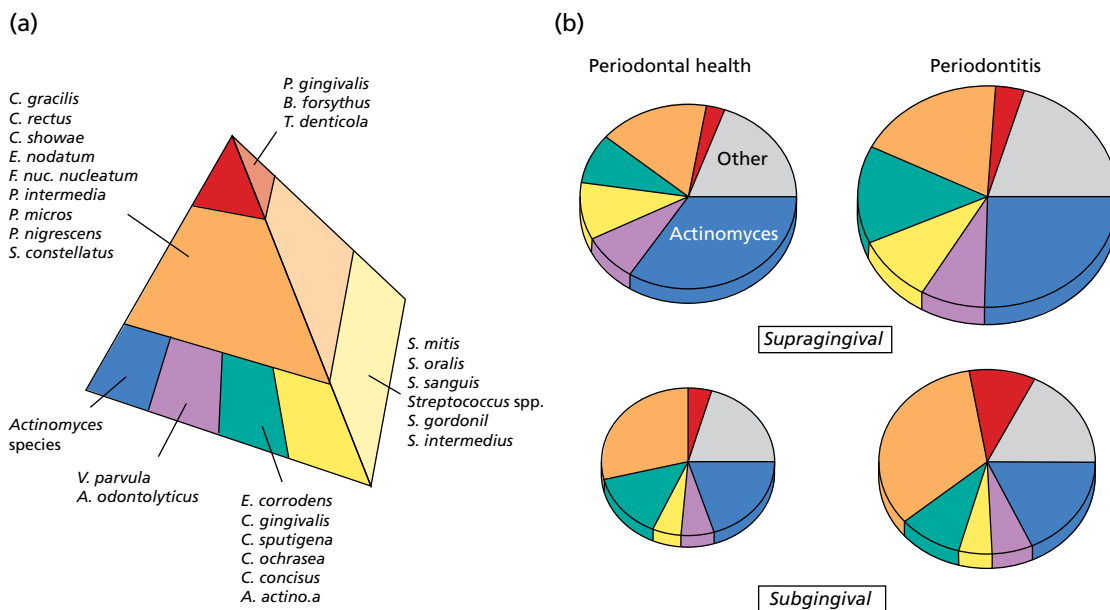 (a)
P. gingivalis
B. forsythus
T. denticola
C. gracilis
C. rectus
C. showae
E. nodatum
F. nuc. nucleatum
P. intermedia
P. micros
P. nigrescens
S. constellatus
S. mitis
S. oralis
S. sanguis
Streptococcus spp.
S. gordonil
S. intermedius
Actinomyces
species
V. parvula
A. odontolyticus
E. corrodens
C. gingivalis
C. sputigena
C. ochrasea
C. concisus
A. actino.a
(b)
Periodontal health
Periodontitis
Other
Actinomyces
Supragingival
Subgingival